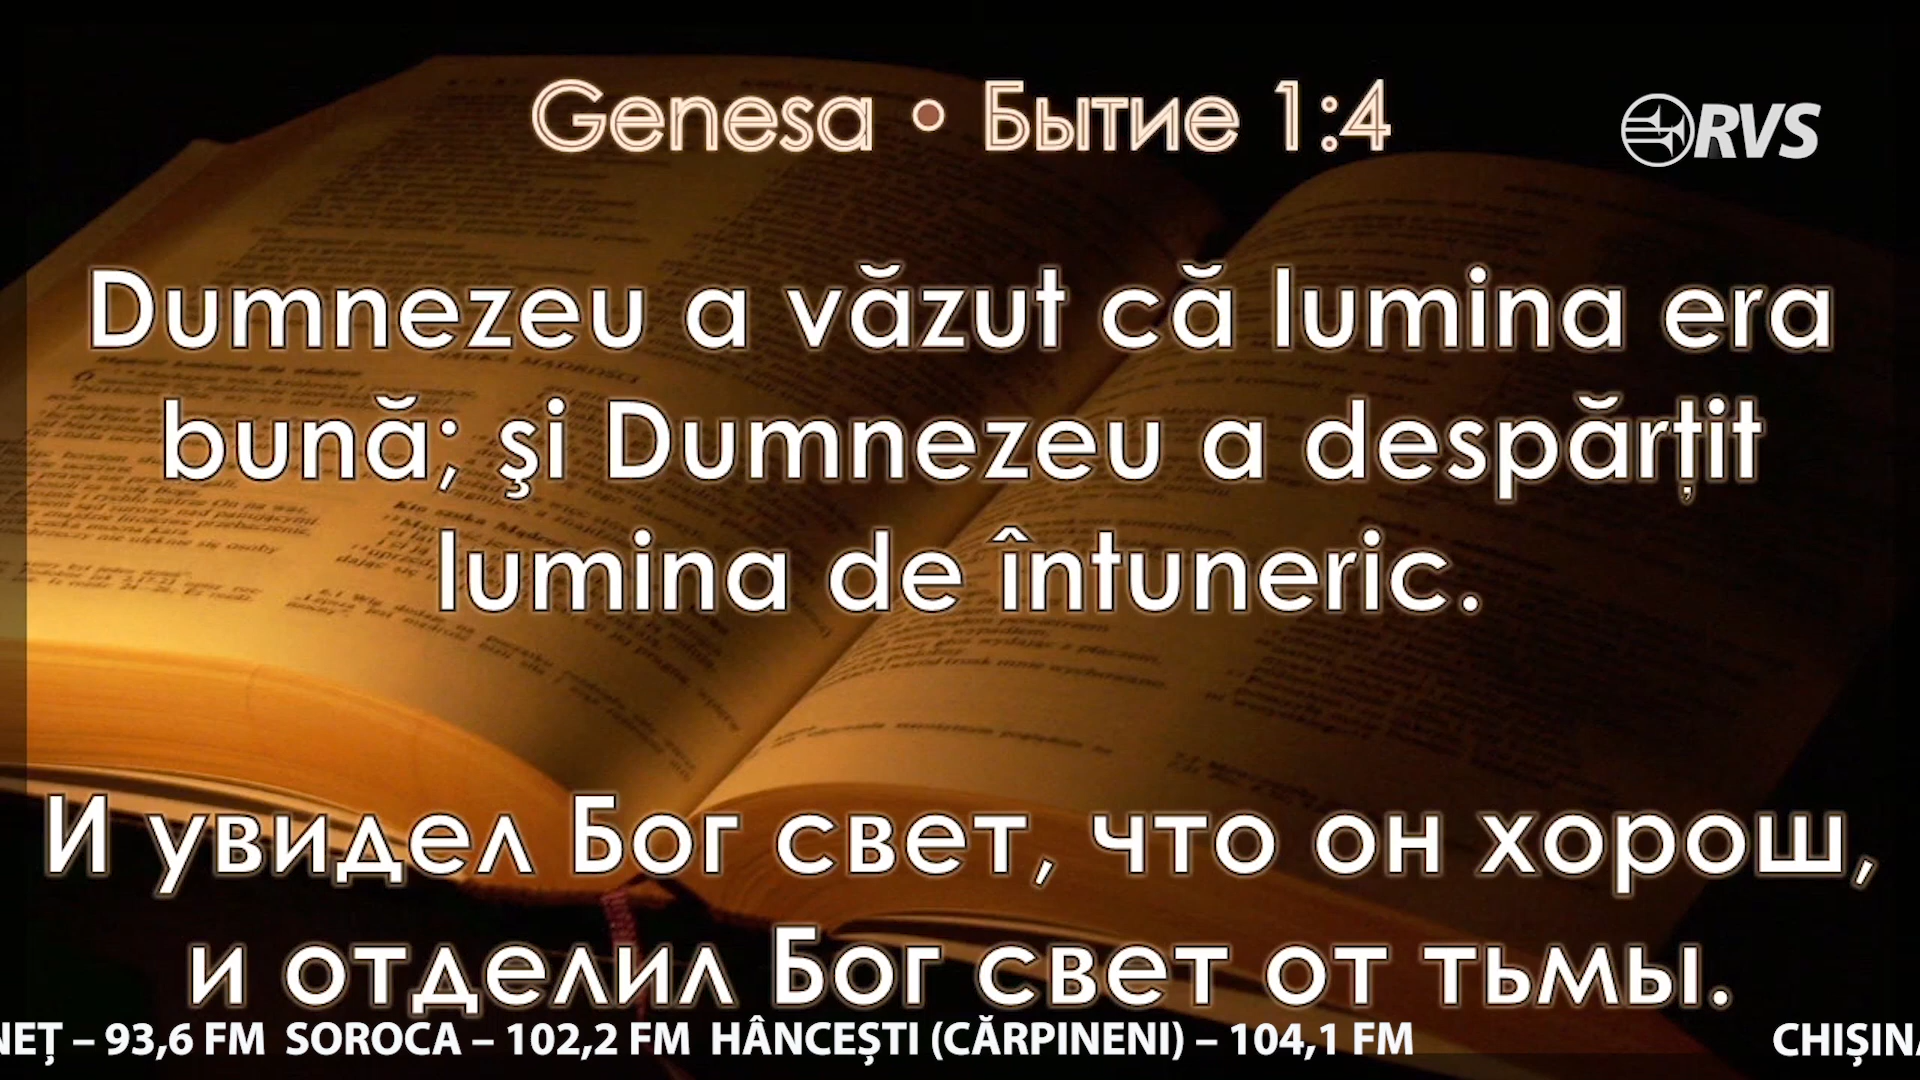 Genesa • Бытие 1:4
RVS
Dumnezeu a văzut că lumina era
bună; şi Dumnezeu a despărțit
lumina de întuneric.
И увидел Бог свет, что он хорош,
и отделил Бог свет от тьмы.
– 93,6 FM SOROCA – 102,2 FM HÂNCEȘTI (CĂRPINENI) – 104,1 FM